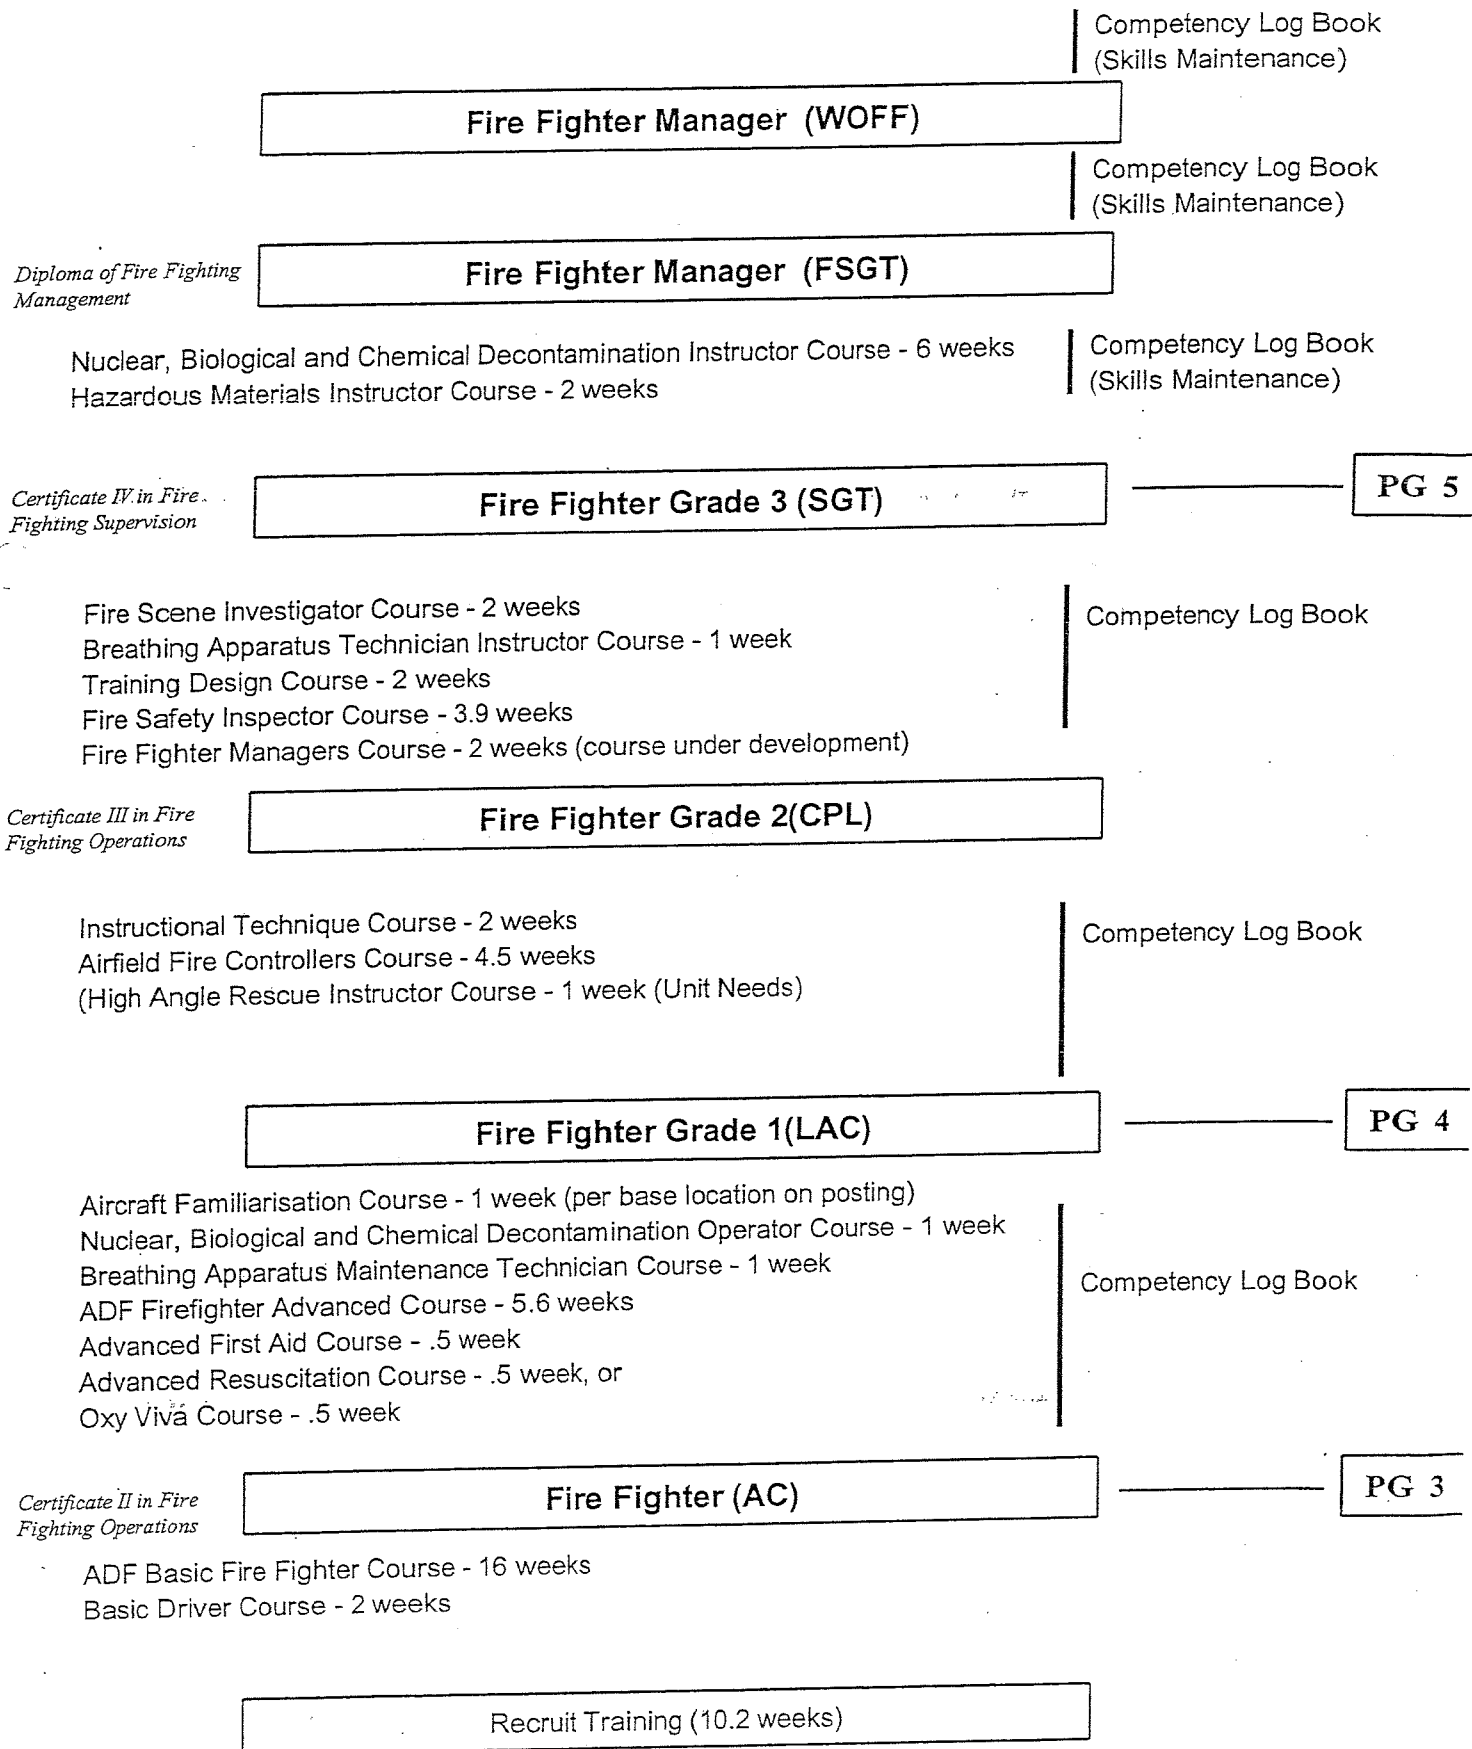 Competency Log Book
(Skills Maintenance)
Fire Fighter Manager (WOFF)
Competency Log Book
(Skills Maintenance)
Diploma of Fire Fighting
Management
Fire Fighter Manager (FSGT)
Nuclear, Biological and Chemical Decontamination Instructor Course - 6 weeks
Hazardous Materials Instructor Course - 2 weeks
Competency Log Book
(Skills Maintenance)
Certificate IV in Fire
Fighting Supervision
Fire Fighter Grade 3 (SGT)
PG 5
Fire Scene Investigator Course - 2 weeks
Breathing Apparatus Technician Instructor Course - 1 week
Training Design Course - 2 weeks
Fire Safety Inspector Course - 3.9 weeks
Fire Fighter Managers Course - 2 weeks (course under development)
Competency Log Book
Certificate III in Fire
Fighting Operations
Fire Fighter Grade 2(CPL)
Instructional Technique Course - 2 weeks
Airfield Fire Controllers Course - 4.5 weeks
(High Angle Rescue Instructor Course - 1 week (Unit Needs)
Competency Log Book
Fire Fighter Grade 1(LAC)
PG 4
Aircraft Familiarisation Course - 1 week (per base location on posting)
Nuclear, Biological and Chemical Decontamination Operator Course - 1 week
Breathing Apparatus Maintenance Technician Course - 1 week
ADF Firefighter Advanced Course - 5.6 weeks
Advanced First Aid Course - .5 week
Advanced Resuscitation Course - .5 week, or
Oxy Vivá Course - .5 week
Competency Log Book
Certificate II in Fire
Fighting Operations
Fire Fighter (AC)
PG 3
ADF Basic Fire Fighter Course - 16 weeks
Basic Driver Course - 2 weeks
Recruit Training (10.2 weeks)